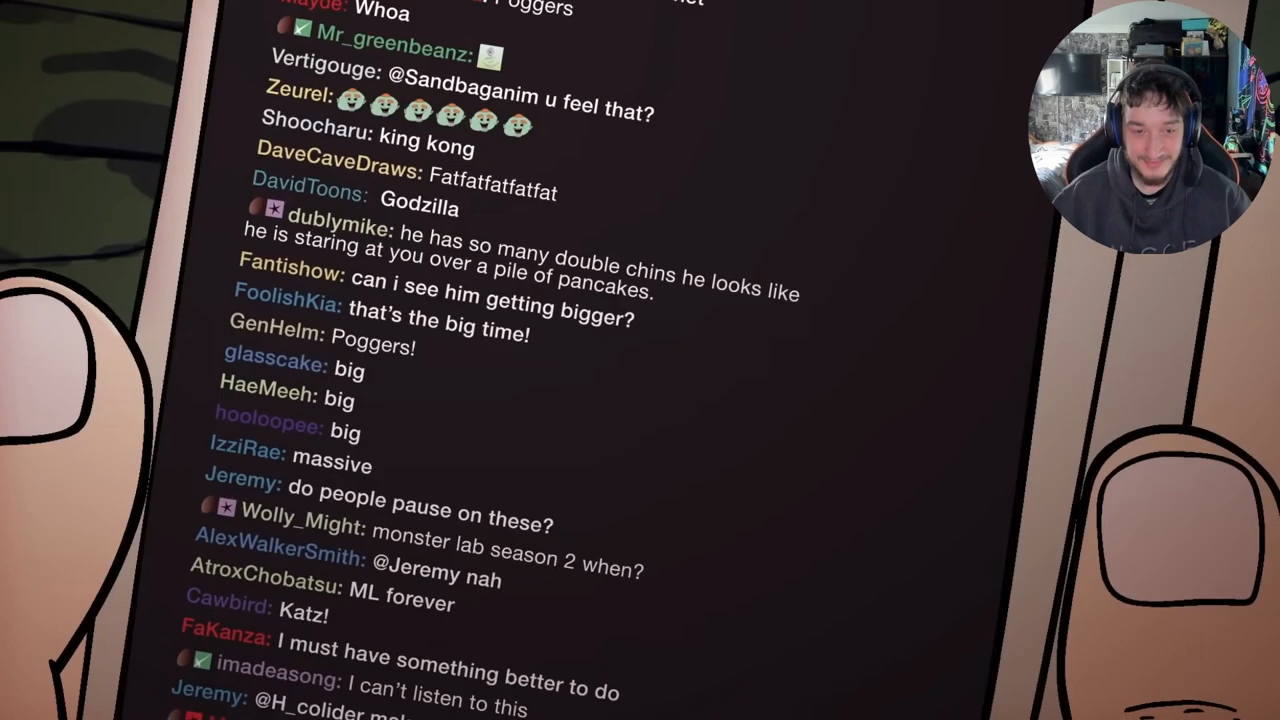 Mayde: Whoa
Poggers
Mr_greenbeanz:
Vertigouge: @Sandbaganim u feel that?
Zeurel:
Shoocharu: king kong
DaveCaveDraws: Fatfatfatfatfat
DavidToons: Godzilla
dublymike: he has so many double chins he looks like
he is staring at you over a pile of pancakes.
Fantishow: can i see him getting bigger?
FoolishKia: that's the big time!
GenHelm: Poggers!
glasscake: big
HaeMeeh: big
hooloopee: big
IzziRae: massive
Jeremy: do people pause on these?
Wolly_Might: monster lab season 2 when?
AlexWalkerSmith: @Jeremy nah
AtroxChobatsu: ML forever
Cawbird: Katz!
FaKanza: I must have something better to do
imadeasong: I can't listen to this
Jeremy: @H_colider